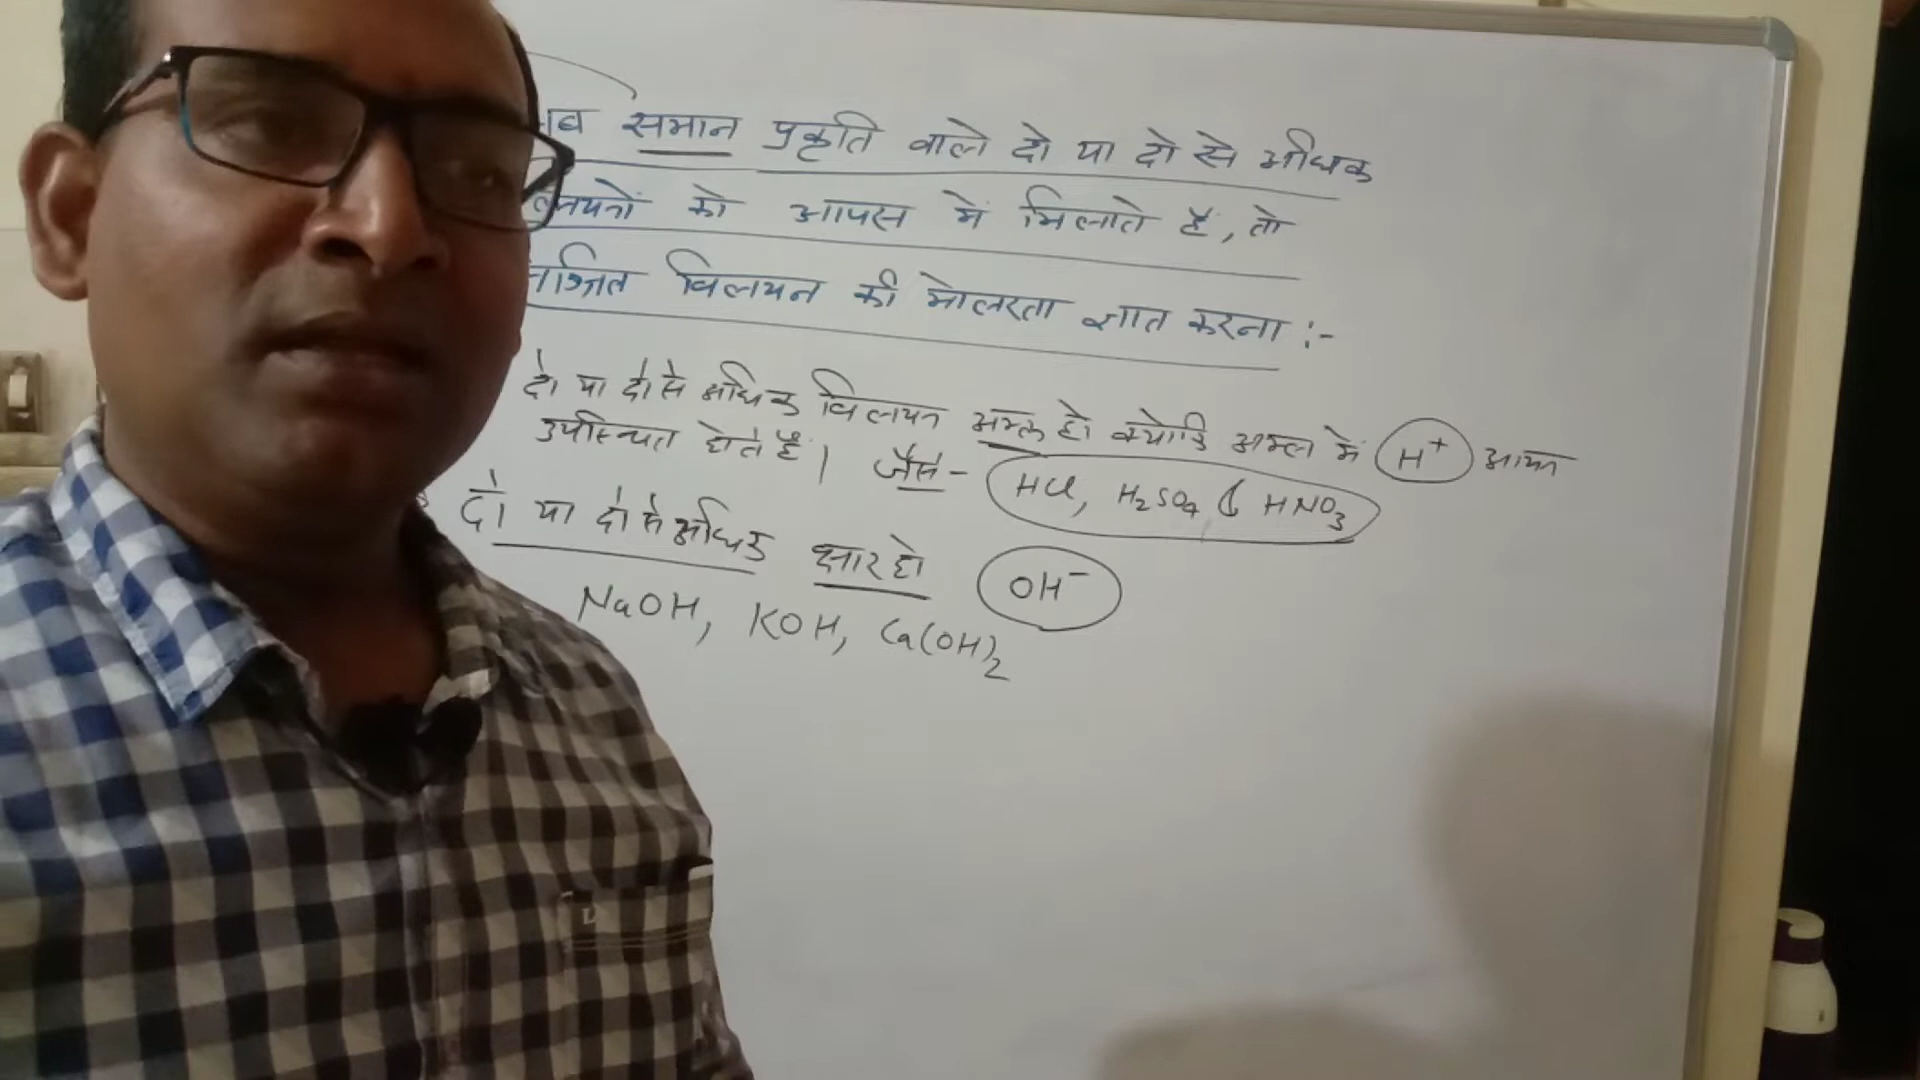 समान प्रकृति वाले दो या दो से अधिक
को आपस में मिलाते हैं, तो
विलयन की मोलरता ज्ञात करना :-
दो या दो से अधिक विलयन अम्ल हो क्योंकि अम्ल में H⁺ आयन
उपस्थित होते हैं। जैसे- HCl, H₂SO₄ HNO₃
दो या दो से अधिक क्षार हो OH⁻
NaOH, KOH, Ca(OH)₂